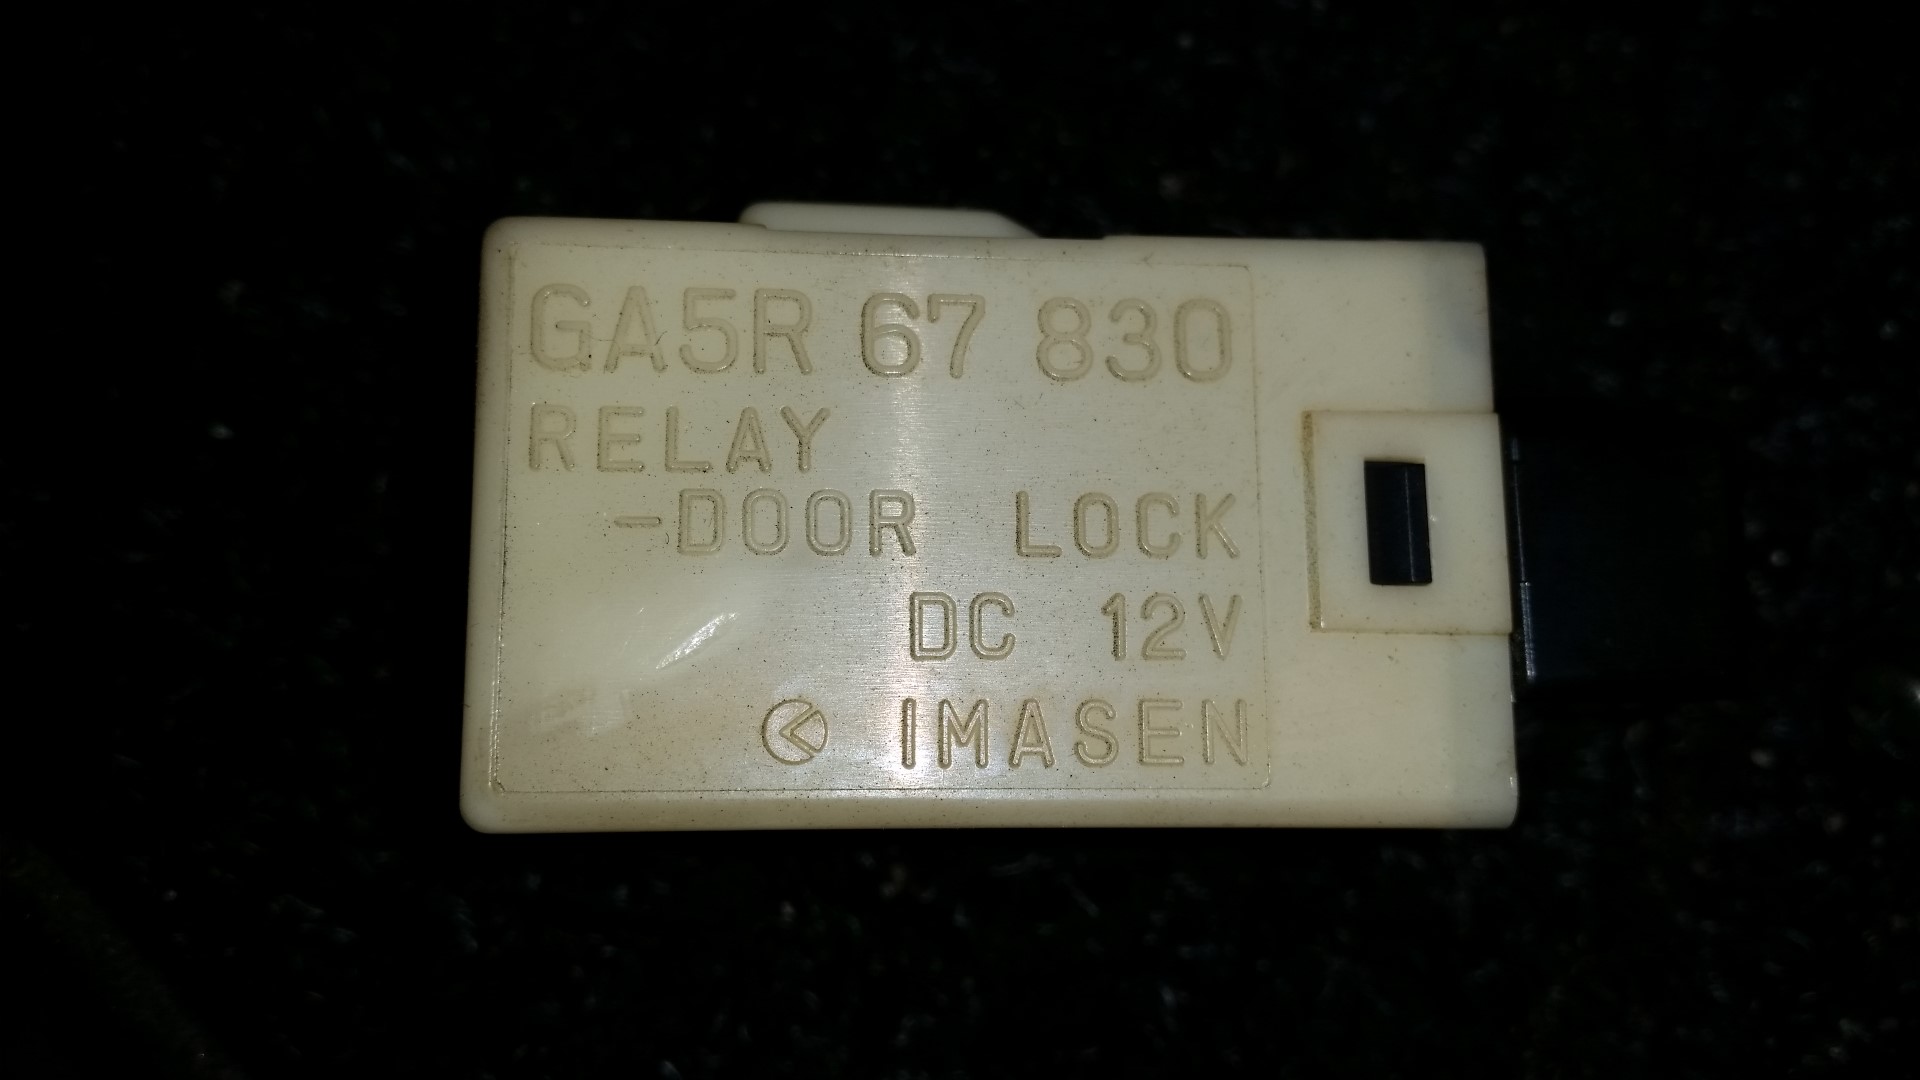 GA5R 67 830
RELAY
-DOOR LOCK
DC 12V
IMASEN